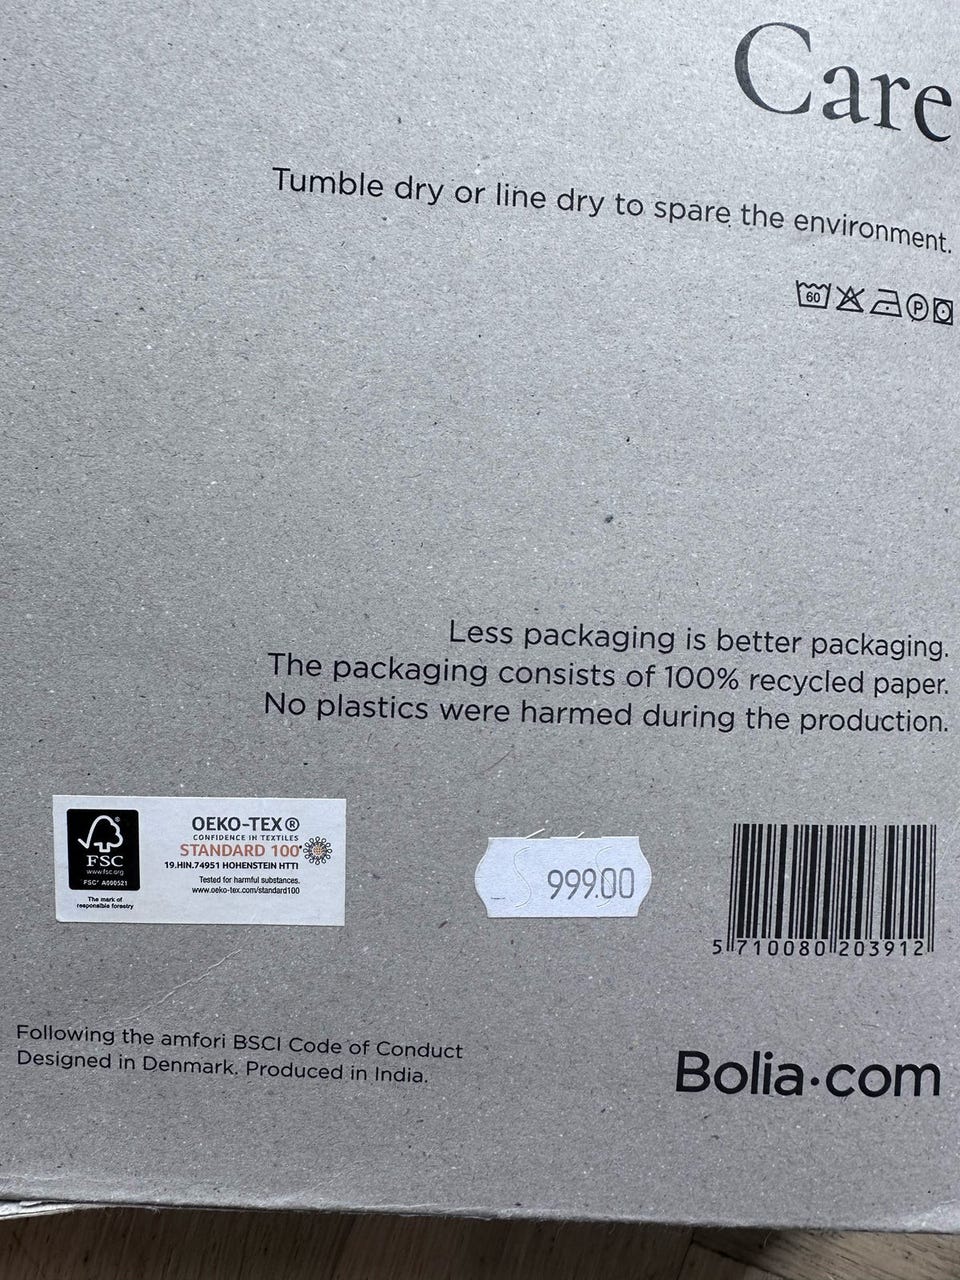 Care
Tumble dry or line dry to spare the environment.
60 P
Less packaging is better packaging.
The packaging consists of 100% recycled paper.
No plastics were harmed during the production.
FSC
www.fsc.org
FSC® A000521
The mark of
responsible forestry
OEKO-TEX®
CONFIDENCE IN TEXTILES
STANDARD 100
19.HIN.74951 HOHENSTEIN HTTI
Tested for harmful substances.
www.oeko-tex.com/standard100
999.00
5 710080 203912
Following the amfori BSCI Code of Conduct
Designed in Denmark. Produced in India.
Bolia.com